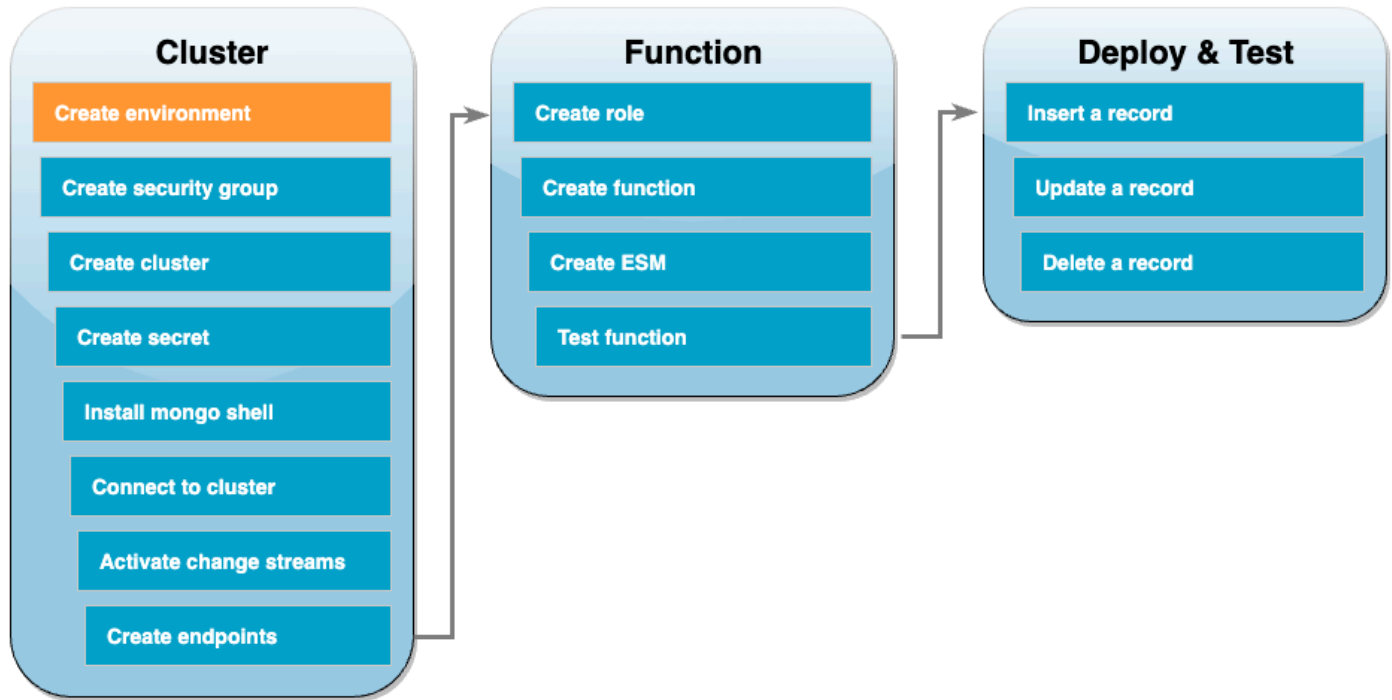 Cluster
Create environment
Create security group
Create cluster
Create secret
Install mongo shell
Connect to cluster
Activate change streams
Create endpoints
Function
Create role
Create function
Create ESM
Test function
Deploy & Test
Insert a record
Update a record
Delete a record